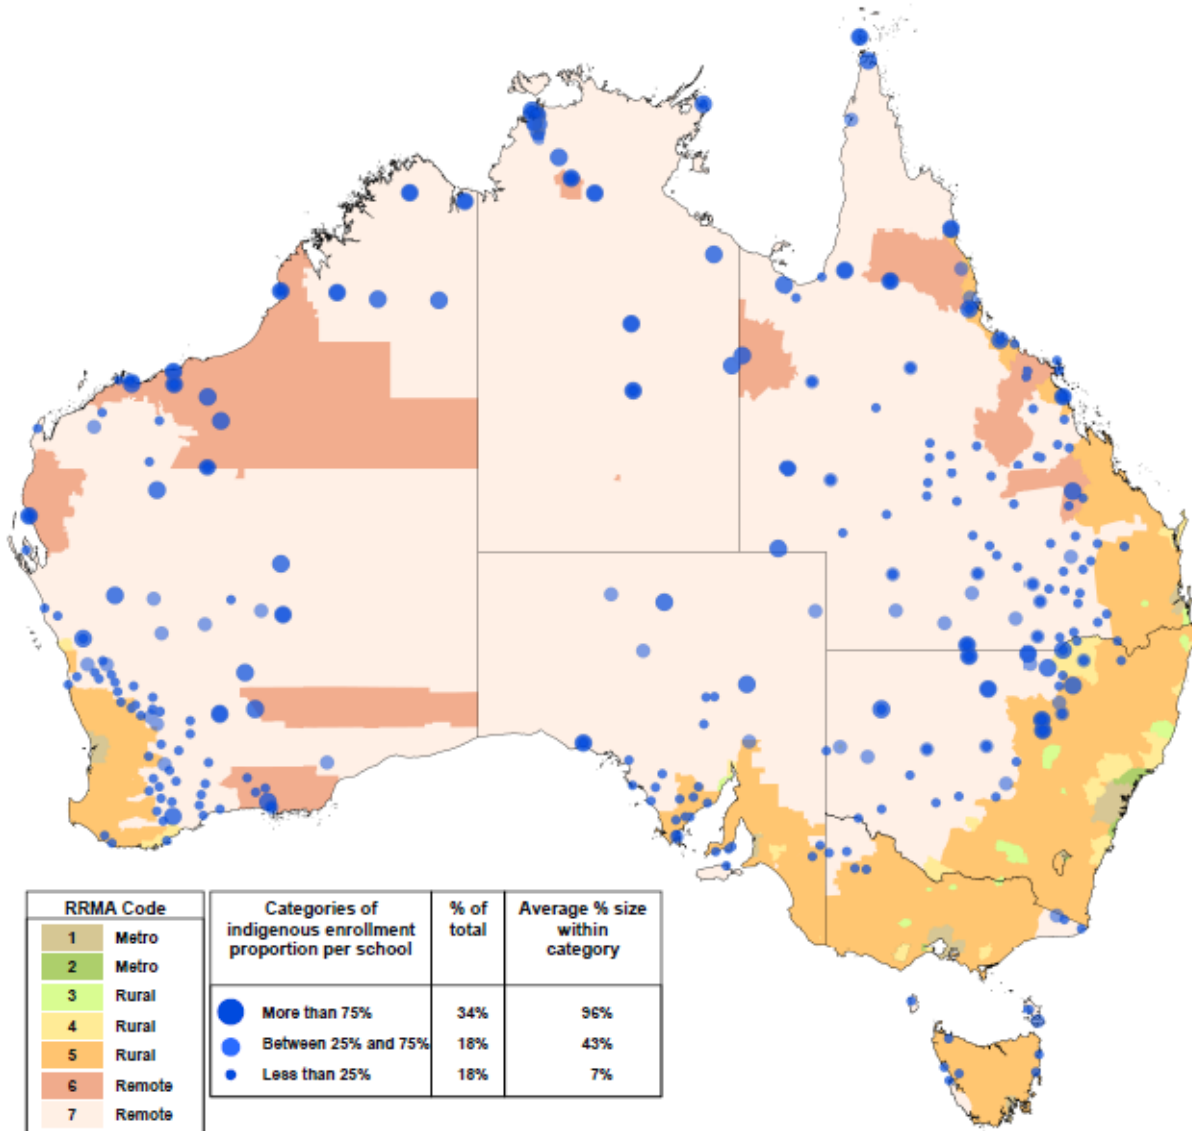 RRMA Code
1 Metro
2 Metro
3 Rural
4 Rural
5 Rural
6 Remote
7 Remote
Categories of
indigenous enrollment
proportion per school
% of
total
Average % size
within
category
More than 75% 34% 96%
Between 25% and 75% 18% 43%
Less than 25% 18% 7%